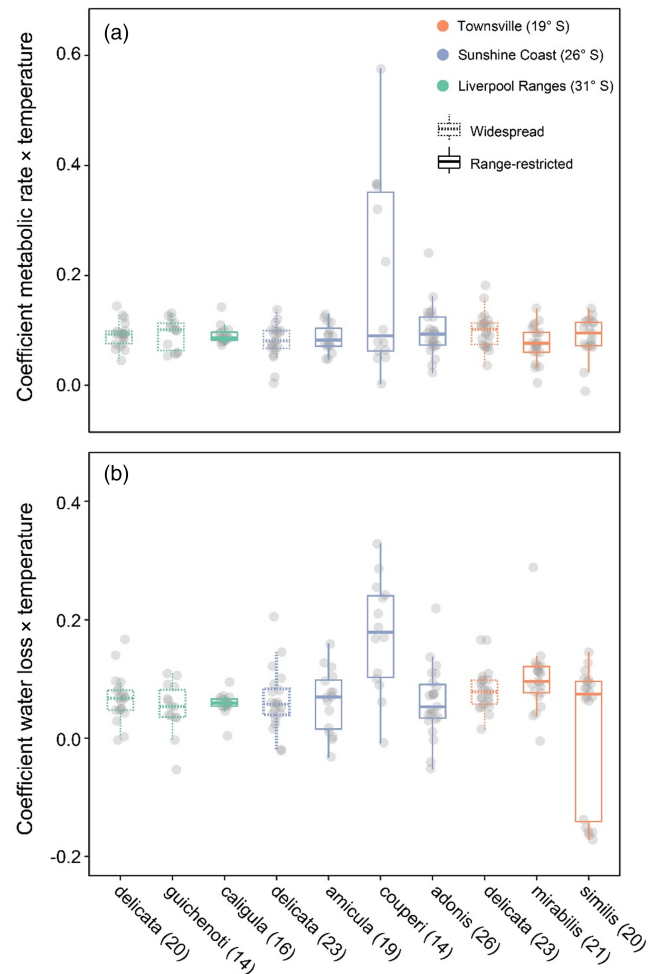 (a)
Townsville (19° S)
Sunshine Coast (26° S)
Liverpool Ranges (31° S)
Widespread
Range-restricted
Coefficient metabolic rate × temperature
0.6
0.4
0.2
0.0
(b)
Coefficient water loss × temperature
0.4
0.2
0.0
-0.2
delicata (20)
guichenoti (14)
caligula (16)
delicata (23)
amicula (19)
couperi (14)
adonis (26)
delicata (23)
mirabilis (21)
similis (20)